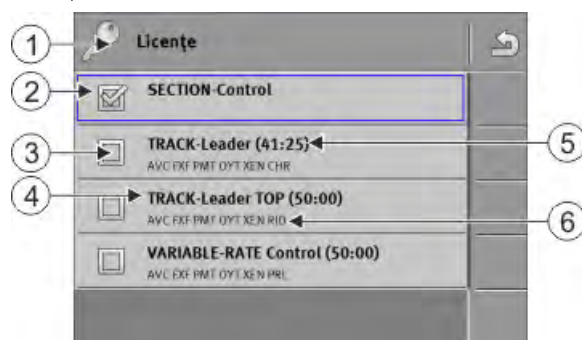 1
Licențe
2
SECTION-Control
3
TRACK-Leader (41:25)
5
AVC FXF PMT OYT XEN CHR
4
TRACK-Leader TOP (50:00)
AVC FXF PMT OYT XEN RID
6
VARIABLE-RATE Control (50:00)
AVC FXF PMT OYT XEN PRL